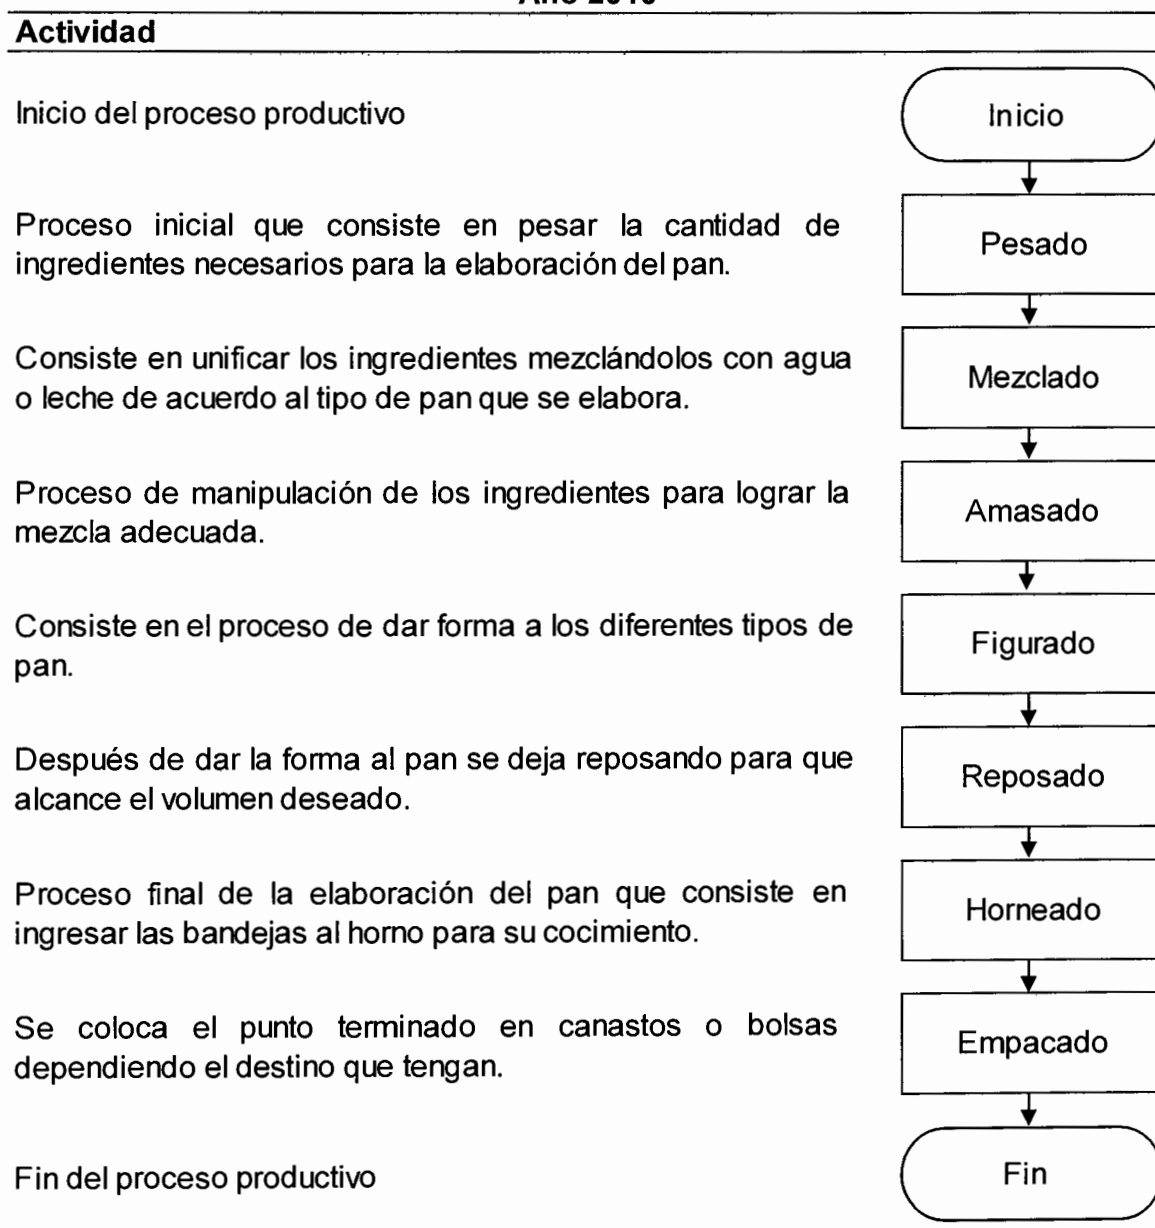 Actividad
Inicio del proceso productivo
Inicio
Proceso inicial que consiste en pesar la cantidad de
ingredientes necesarios para la elaboración del pan.
Pesado
Consiste en unificar los ingredientes mezclándolos con agua
o leche de acuerdo al tipo de pan que se elabora.
Mezclado
Proceso de manipulación de los ingredientes para lograr la
mezcla adecuada.
Amasado
Consiste en el proceso de dar forma a los diferentes tipos de
pan.
Figurado
Después de dar la forma al pan se deja reposando para que
alcance el volumen deseado.
Reposado
Proceso final de la elaboración del pan que consiste en
ingresar las bandejas al horno para su cocimiento.
Horneado
Se coloca el punto terminado en canastos o bolsas
dependiendo el destino que tengan.
Empacado
Fin del proceso productivo
Fin